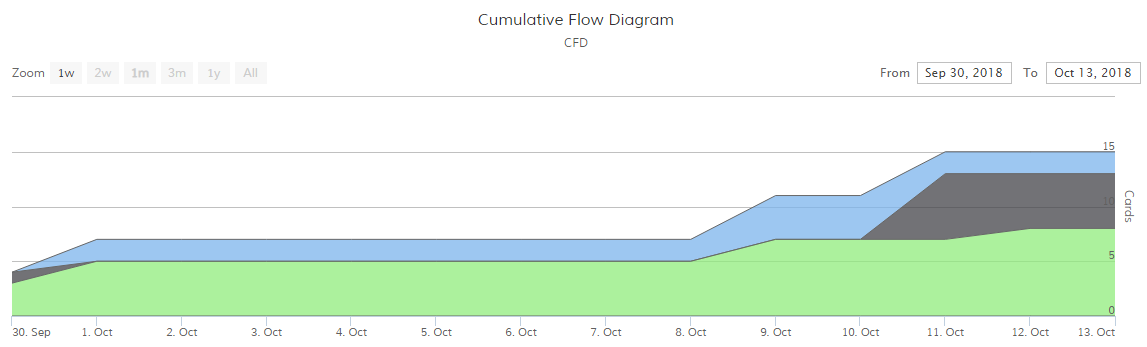 Cumulative Flow Diagram
CFD
Zoom 1w 2w 1m 3m 1y All From Sep 30, 2018 To Oct 13, 2018
15
Cards
10
5
0
30. Sep 1. Oct 2. Oct 3. Oct 4. Oct 5. Oct 6. Oct 7. Oct 8. Oct 9. Oct 10. Oct 11. Oct 12. Oct 13. Oct